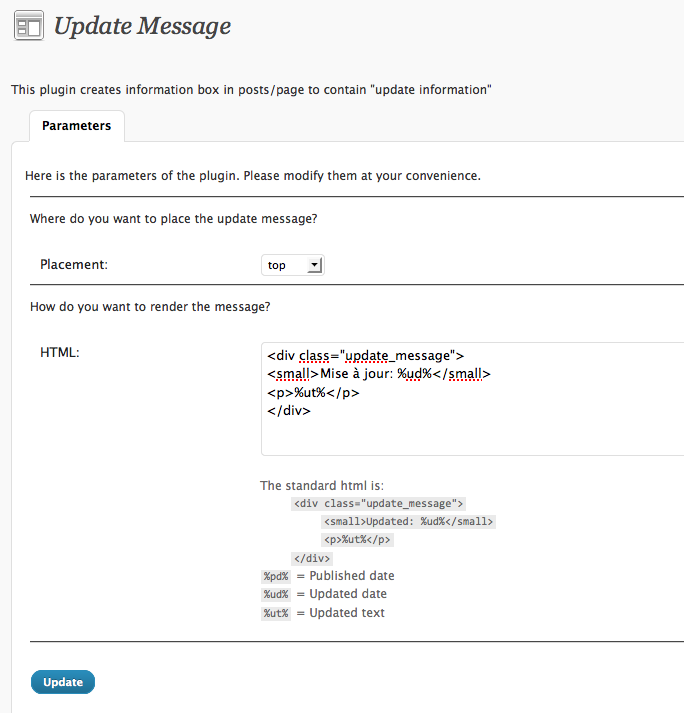 Update Message
This plugin creates information box in posts/page to contain "update information"
Parameters
Here is the parameters of the plugin. Please modify them at your convenience.
Where do you want to place the update message?
Placement: top
How do you want to render the message?
HTML:
<div class="update_message">
<small>Mise à jour: %ud%</small>
<p>%ut%</p>
</div>
The standard html is:
<div class="update_message">
<small>Updated: %ud%</small>
<p>%ut%</p>
</div>
%pd% = Published date
%ud% = Updated date
%ut% = Updated text
Update